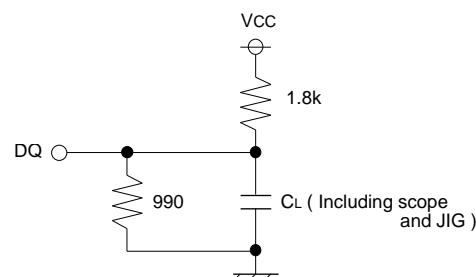 VCC
1.8k
DQ
990
CL ( Including scope
and JIG )